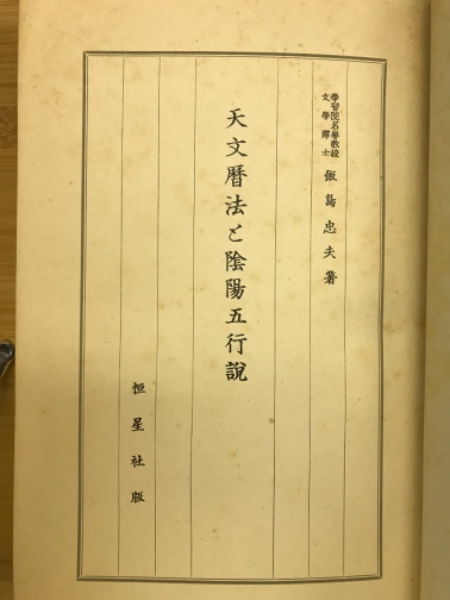 學習院名譽教授
文學博士
飯島忠夫著
天文曆法と陰陽五行說
恒星社版